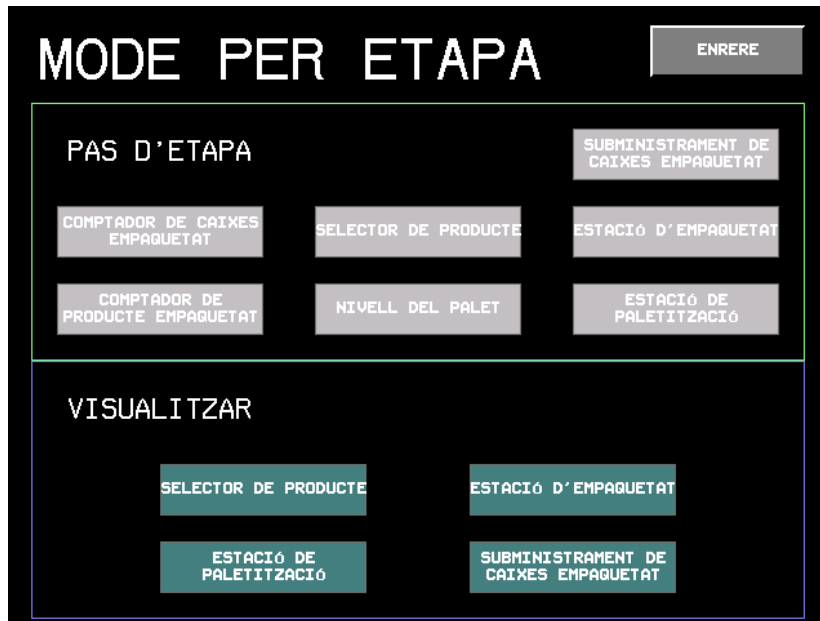 MODE PER ETAPA
ENRERE
PAS D'ETAPA
SUBMINISTRAMENT DE
CAIXES EMPAQUETAT
COMPTADOR DE CAIXES
EMPAQUETAT
SELECTOR DE PRODUCTE
ESTACIó D'EMPAQUETAT
COMPTADOR DE
PRODUCTE EMPAQUETAT
NIVELL DEL PALET
ESTACIó DE
PALETITZACIó
VISUALITZAR
SELECTOR DE PRODUCTE
ESTACIó D'EMPAQUETAT
ESTACIó DE
PALETITZACIó
SUBMINISTRAMENT DE
CAIXES EMPAQUETAT